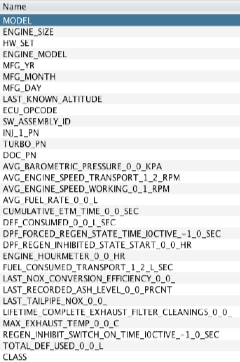 Name
MODEL
ENGINE_SIZE
HW_SET
ENGINE_MODEL
MFG_YR
MFG_MONTH
MFG_DAY
LAST_KNOWN_ALTITUDE
ECU_OPCODE
SW_ASSEMBLY_ID
INJ_1_PN
TURBO_PN
DOC_PN
AVG_BAROMETRIC_PRESSURE_0_0_KPA
AVG_ENGINE_SPEED_TRANSPORT_1_2_RPM
AVG_ENGINE_SPEED_WORKING_0_1_RPM
AVG_FUEL_RATE_0_0_L
CUMULATIVE_ETM_TIME_0_0_SEC
DEF_CONSUMED_0_0_L_SEC
DPF_FORCED_REGEN_STATE_TIME_IOCTIVE_-1_0_SEC
DPF_REGEN_INHIBITED_STATE_START_0_0_HR
ENGINE_HOURMETER_0_0_HR
FUEL_CONSUMED_TRANSPORT_1_2_L_SEC
LAST_NOX_CONVERSION_EFFICIENCY_0_0_
LAST_RECORDED_ASH_LEVEL_0_0_PRCNT
LAST_TAILPIPE_NOX_0_0_
LIFETIME_COMPLETE_EXHAUST_FILTER_CLEANINGS_0_0_
MAX_EXHAUST_TEMP_0_0_C
REGEN_INHIBIT_SWITCH_ON_TIME_IOCTIVE_-1_0_SEC
TOTAL_DEF_USED_0_0_L
CLASS